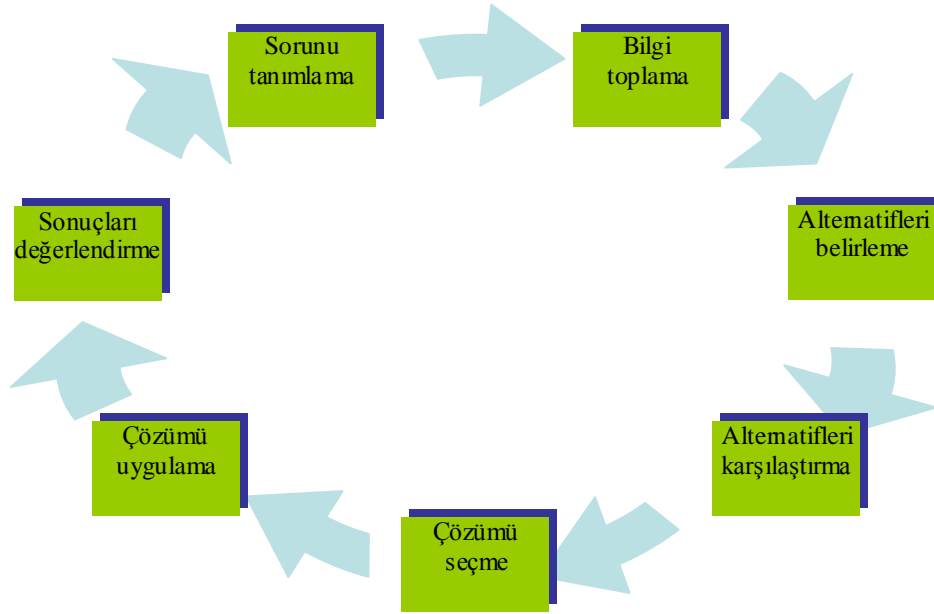 Sorunu
tanımlama
Bilgi
toplama
Alternatifleri
belirleme
Alternatifleri
karşılaştırma
Çözümü
seçme
Çözümü
uygulama
Sonuçları
değerlendirme